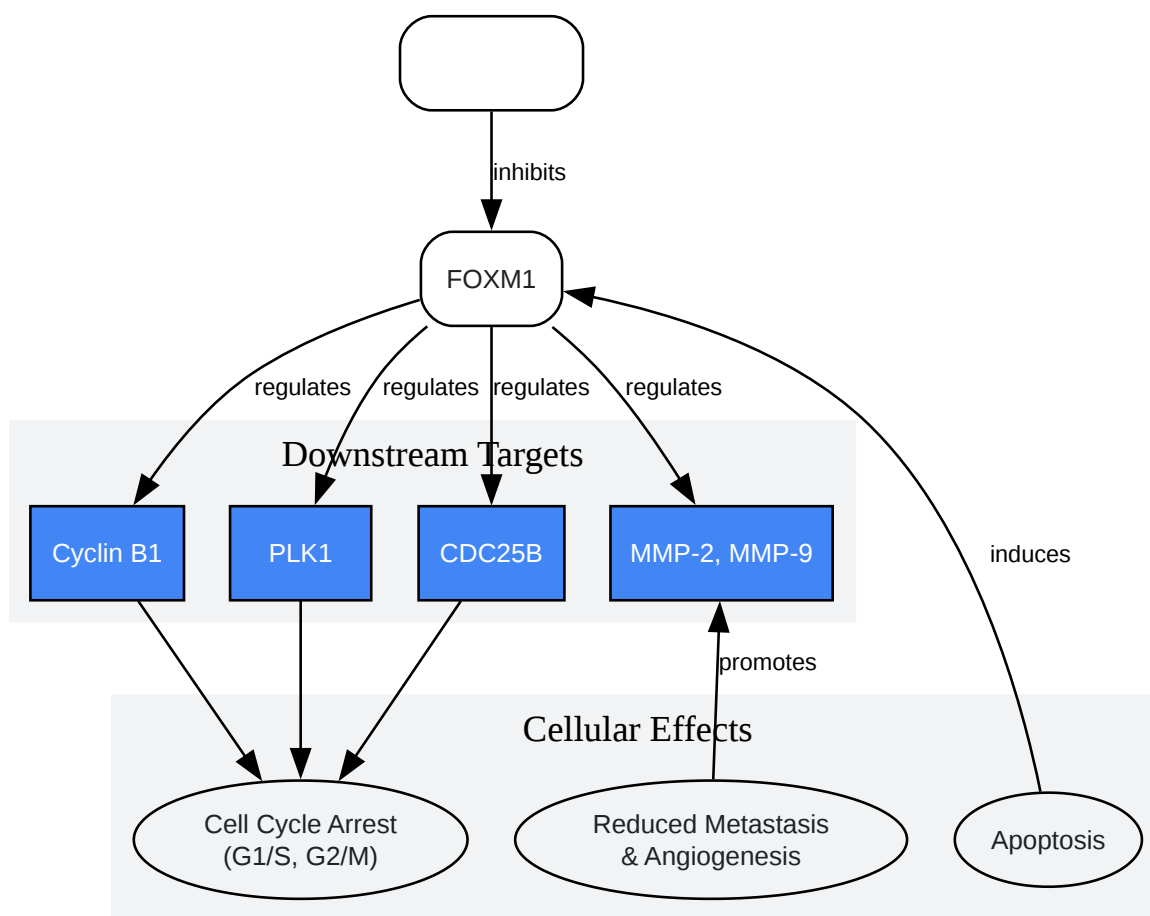 inhibits
FOXM1
regulates
regulates
regulates
regulates
Downstream Targets
Cyclin B1
PLK1
CDC25B
MMP-2, MMP-9
induces
promotes
Cellular Effects
Cell Cycle Arrest
(G1/S, G2/M)
Reduced Metastasis
& Angiogenesis
Apoptosis